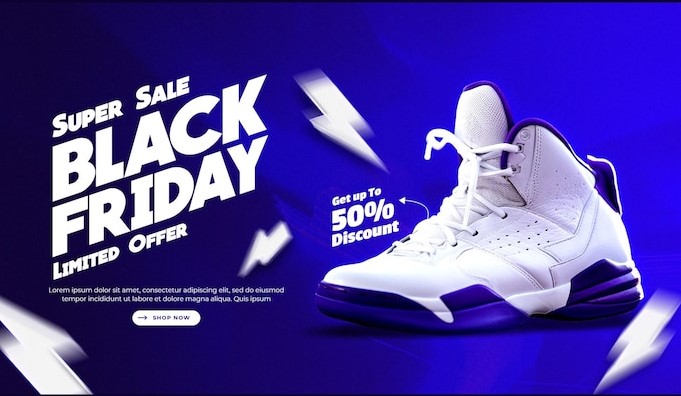 Super Sale
BLACK
FRIDAY
Limited Offer
Lorem ipsum dolor sit amet, consectetur adipiscing elit, sed do eiusmod
tempor incididunt ut labore et dolore magna aliqua. Quis ipsum
SHOP NOW
Get up To
50%
Discount